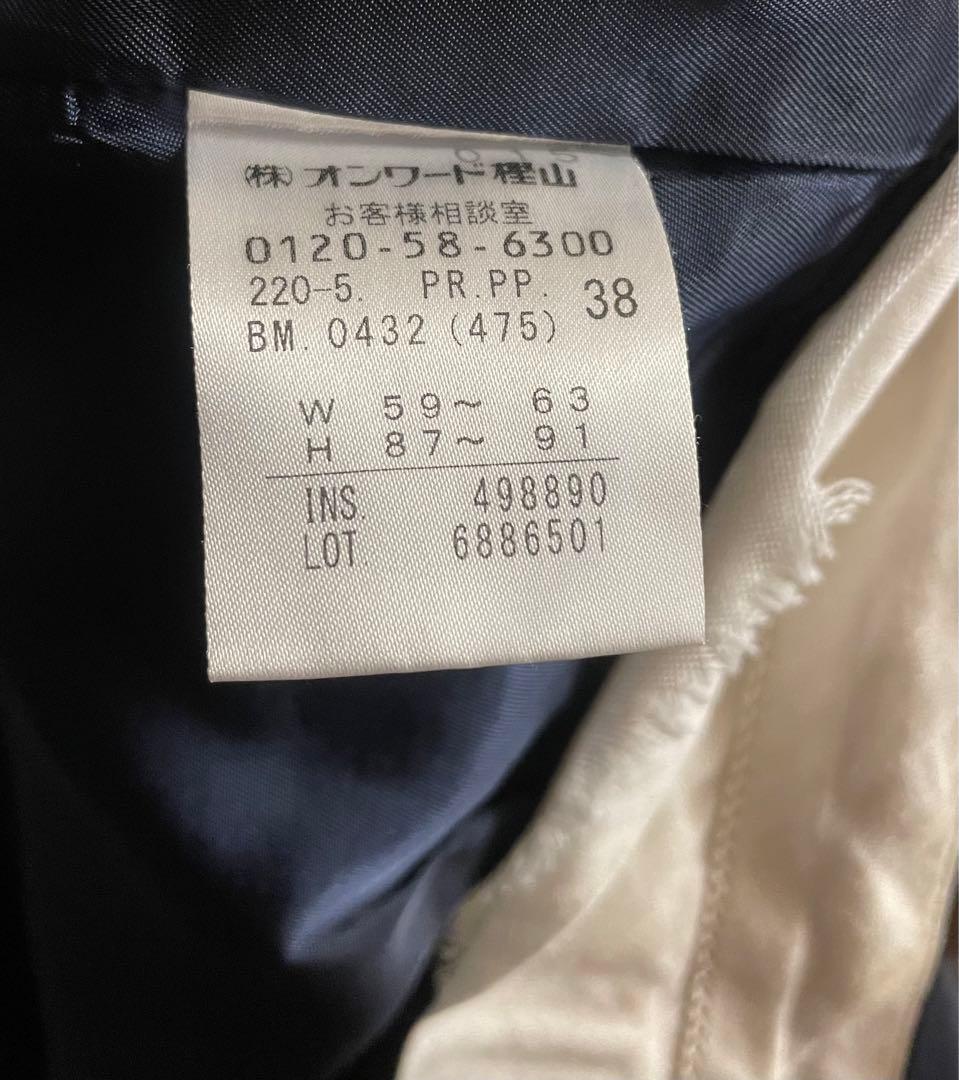 (株)オンワード樫山
お客様相談室
0120-58-6300
220-5. PR.PP. 38
BM. 0432 (475)
W 59~ 63
H 87~ 91
INS. 498890
LOT. 6886501